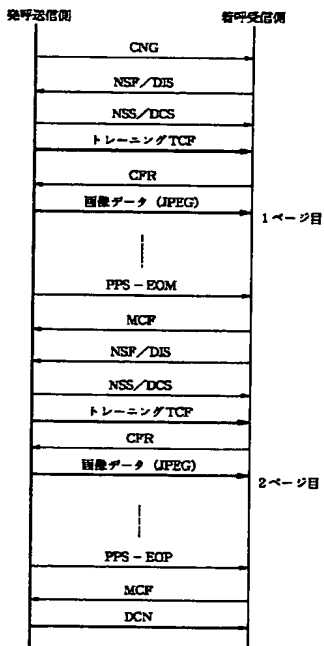 発呼送信側 着呼受信側
CNG
NSF/DIS
NSS/DCS
トレーニングTCF
CFR
画像データ (JPEG)
1ページ目
PPS-EOM
MCF
NSF/DIS
NSS/DCS
トレーニングTCF
CFR
画像データ (JPEG)
2ページ目
PPS-EOP
MCF
DCN